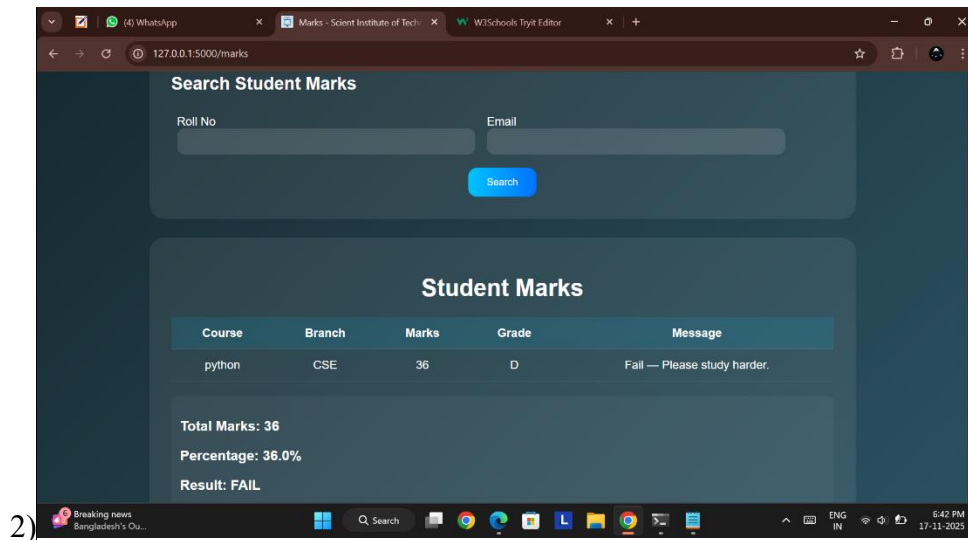 (4) WhatsApp
Marks - Scient Institute of Tech
W3Schools Tryit Editor
127.0.0.1:5000/marks
Search Student Marks
Roll No Email
Search
Student Marks
Course Branch Marks Grade Message
python CSE 36 D Fail — Please study harder.
Total Marks: 36
Percentage: 36.0%
Result: FAIL
2)
6
Breaking news
Bangladesh's Ou...
Search
L
ENG
IN
6:42 PM
17-11-2025